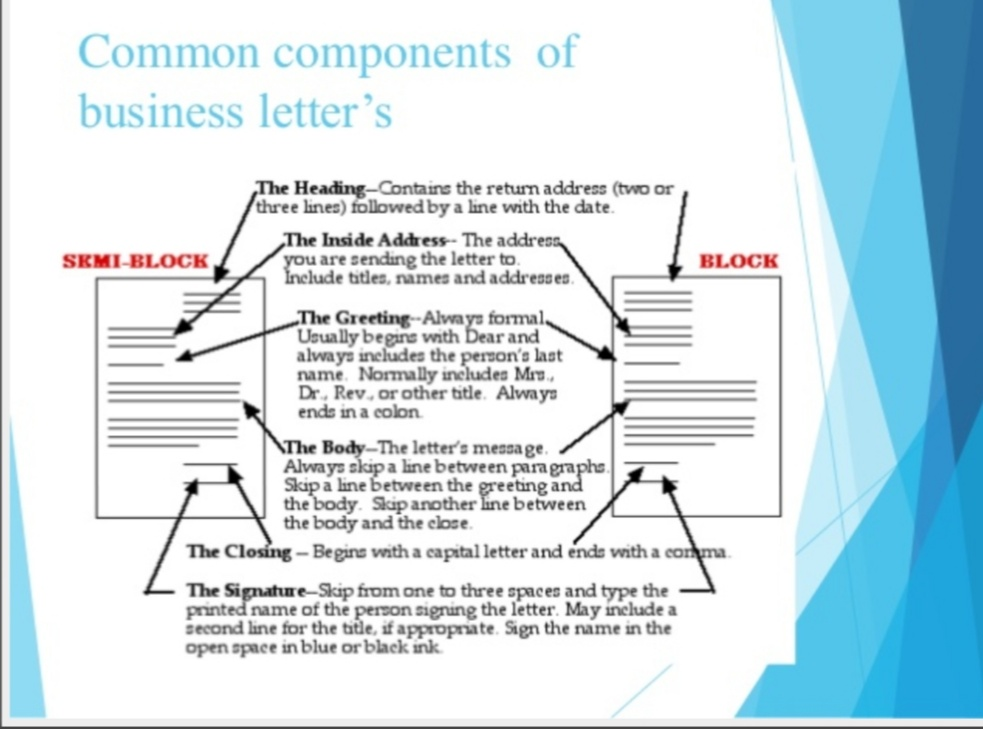 Common components of
business letter's
The Heading–Contains the return address (two or
three lines) followed by a line with the date.
The Inside Address-- The address
you are sending the letter to.
Include titles, names and addresses.
SEMI-BLOCK
BLOCK
The Greeting--Always formal.
Usually begins with Dear and
always includes the person's last
name. Normally includes Mrs.,
Dr., Rev., or other title. Always
ends in a colon.
The Body–The letter's message.
Always skip a line between paragraphs.
Skip a line between the greeting and
the body. Skip another line between
the body and the close.
The Closing – Begins with a capital letter and ends with a comma.
The Signature–Skip from one to three spaces and type the
printed name of the person signing the letter. May include a
second line for the title, if appropriate. Sign the name in the
open space in blue or black ink.